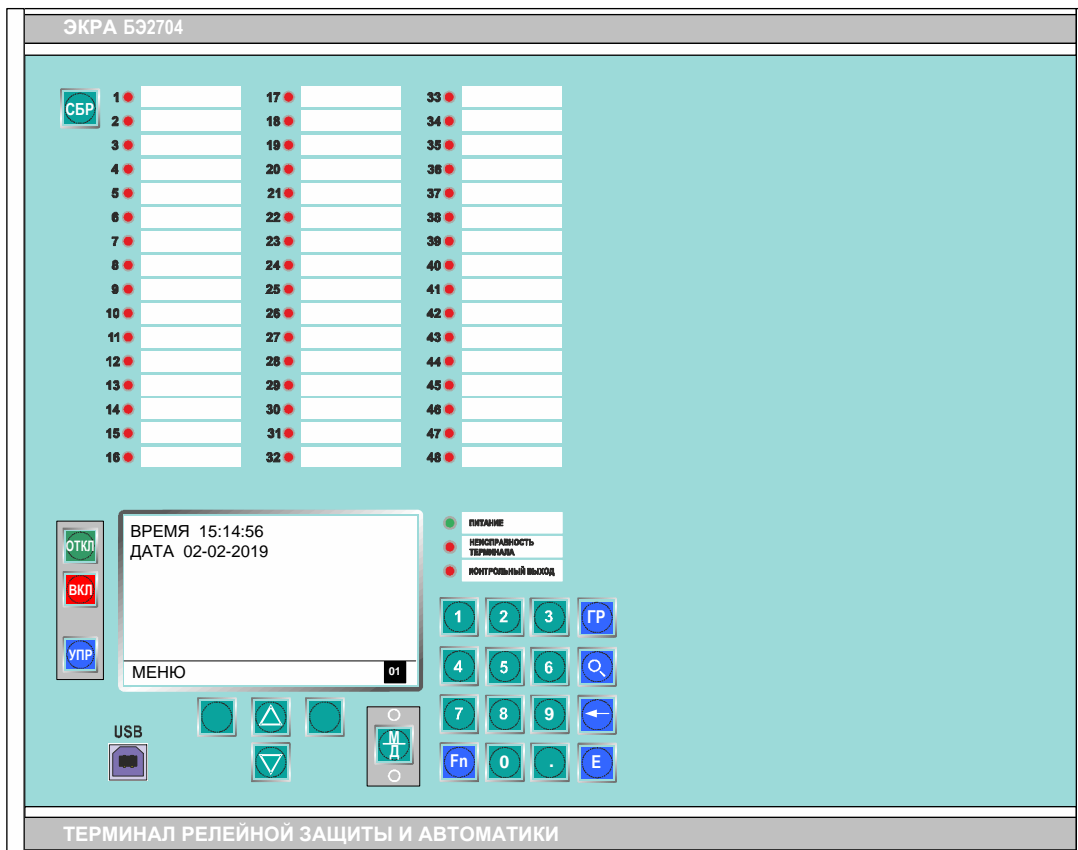 ЭКРА БЭ2704
СБР
1 17 33
2 18 34
3 19 35
4 20 36
5 21 37
6 22 38
7 23 39
8 24 40
9 25 41
10 26 42
11 27 43
12 28 44
13 29 45
14 30 46
15 31 47
16 32 48
ОТКЛ
ВКЛ
УПР
ВРЕМЯ 15:14:56
ДАТА 02-02-2019
МЕНЮ 01
ПИТАНИЕ
НЕИСПРАВНОСТЬ
ТЕРМИНАЛА
КОНТРОЛЬНЫЙ ВЫХОД
1 2 3 ГР
4 5 6
7 8 9
Fn 0 . E
USB
М
Д
ТЕРМИНАЛ РЕЛЕЙНОЙ ЗАЩИТЫ И АВТОМАТИКИ